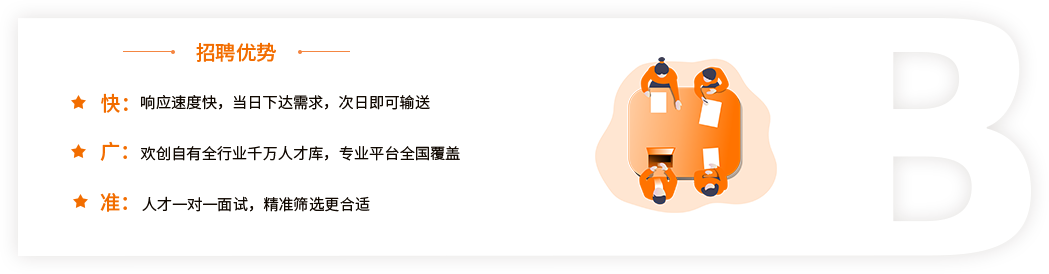 招聘优势
快：响应速度快，当日下达需求，次日即可输送
广：欢创自有全行业千万人才库，专业平台全国覆盖
准：人才一对一面试，精准筛选更合适
B